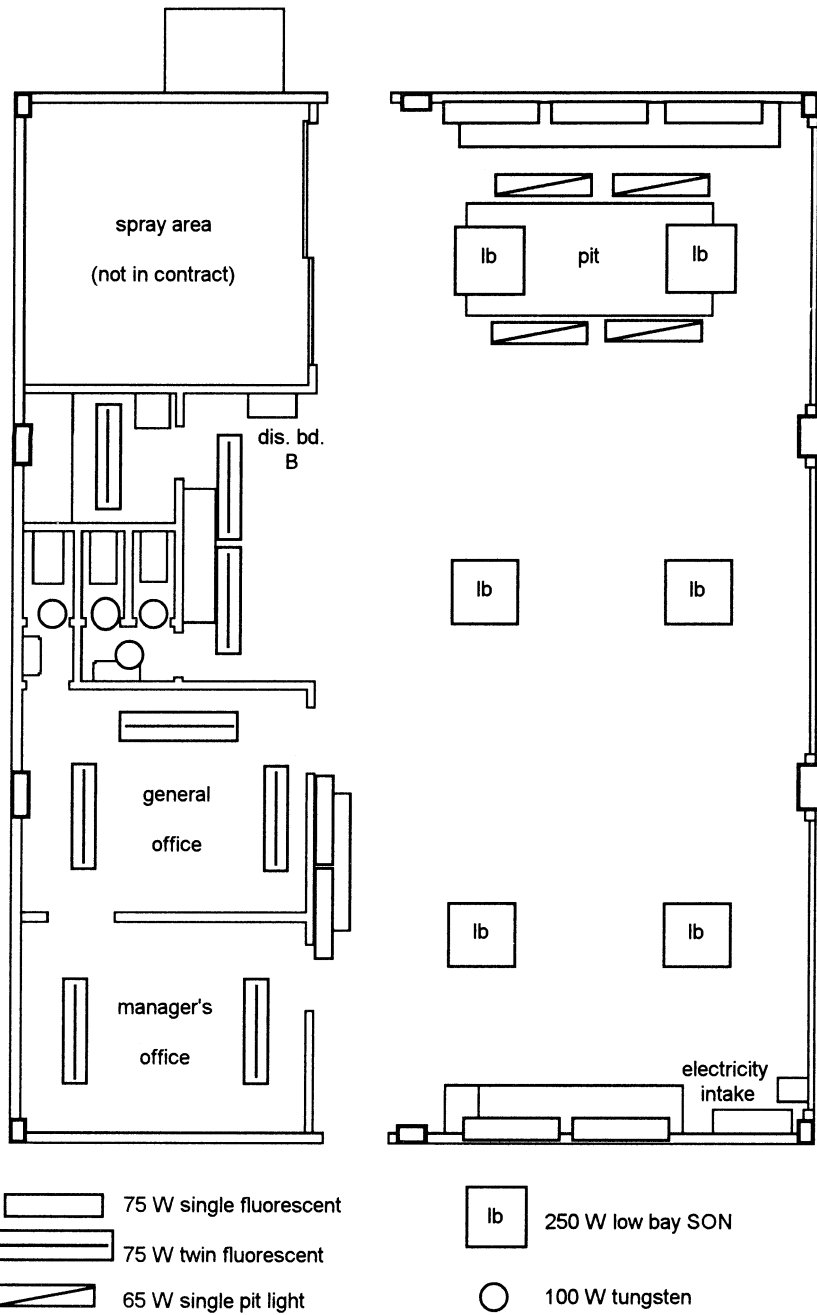 spray area
(not in contract)
lb
pit
lb
dis. bd.
B
lb
lb
general
office
lb
lb
manager's
office
electricity
intake
75 W single fluorescent
75 W twin fluorescent
65 W single pit light
lb
250 W low bay SON
100 W tungsten